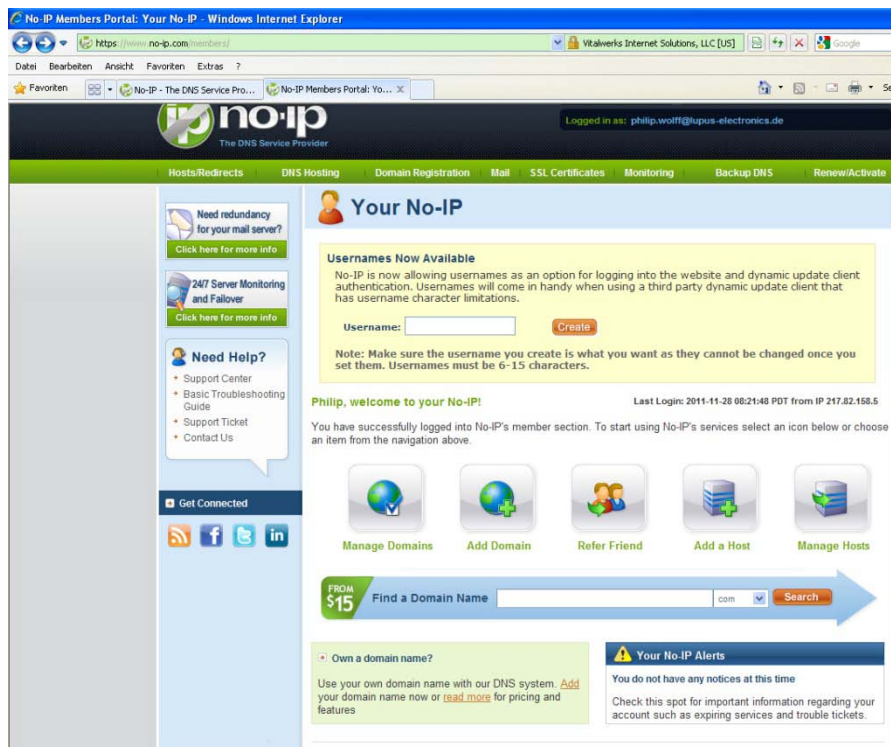 No-IP Members Portal: Your No-IP - Windows Internet Explorer
https://www.no-ip.com/members/
Vitalwerks Internet Solutions, LLC [US]
Google
Datei Bearbeiten Ansicht Favoriten Extras ?
Favoriten
No-IP - The DNS Service Pro...
No-IP Members Portal: Yo... X
Se
ip no-ip
The DNS Service Provider
Logged in as: philip.wolff@lupus-electronics.de
Hosts/Redirects DNS Hosting Domain Registration Mail SSL Certificates Monitoring Backup DNS Renew/Activate
Need redundancy
for your mail server?
Click here for more info
24/7 Server Monitoring
and Failover
Click here for more info
Need Help?
Support Center
Basic Troubleshooting
Guide
Support Ticket
Contact Us
Get Connected
f
in
Your No-IP
Usernames Now Available
No-IP is now allowing usernames as an option for logging into the website and dynamic update client
authentication. Usernames will come in handy when using a third party dynamic update client that
has username character limitations.
Username:
Create
Note: Make sure the username you create is what you want as they cannot be changed once you
set them. Usernames must be 6-15 characters.
Philip, welcome to your No-IP!
Last Login: 2011-11-28 08:21:48 PDT from IP 217.82.158.5
You have successfully logged into No-IP's member section. To start using No-IP's services select an icon below or choose
an item from the navigation above.
Manage Domains Add Domain Refer Friend Add a Host Manage Hosts
FROM
$15
Find a Domain Name
com
Search
Own a domain name?
Use your own domain name with our DNS system. Add
your domain name now or read more for pricing and
features
Your No-IP Alerts
You do not have any notices at this time
Check this spot for important information regarding your
account such as expiring services and trouble tickets.